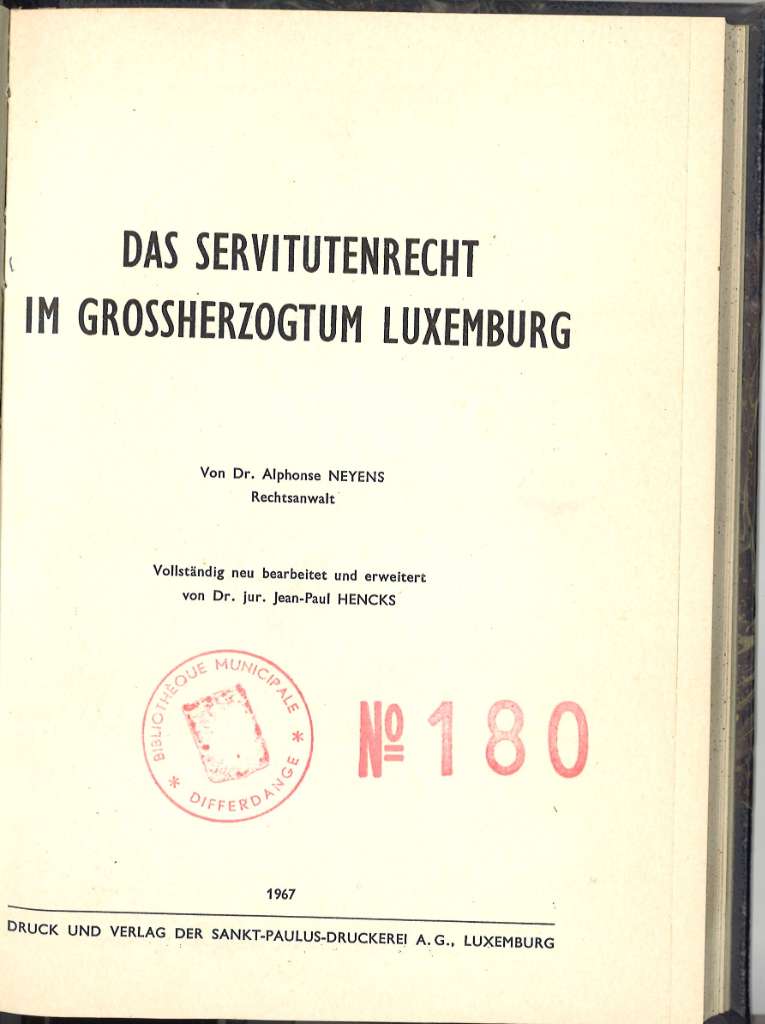 DAS SERVITUTENRECHT
IM GROSSHERZOGTUM LUXEMBURG
Von Dr. Alphonse NEYENS
Rechtsanwalt
Vollständig neu bearbeitet und erweitert
von Dr. jur. Jean-Paul HENCKS
BIBLIOTHÈQUE MUNICIPALE
* DIFFERDANGE *
Nº 180
1967
DRUCK UND VERLAG DER SANKT-PAULUS-DRUCKEREI A.G., LUXEMBURG